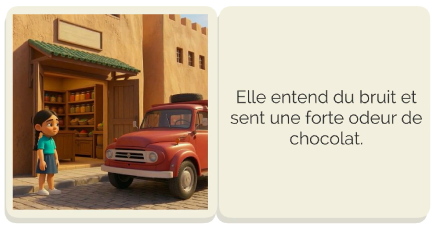 Elle entend du bruit et
sent une forte odeur de
chocolat.